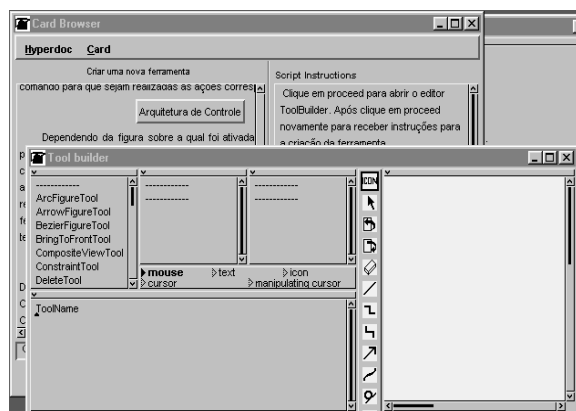 Card Browser
Hyperdoc Card
Criar uma nova ferramenta
comando para que sejam realizadas as ações corres
Arquitetura de Controle
Dependendo da figura sobre a qual foi ativada
Script Instructions
Clique em proceed para abrir o editor
ToolBuilder. Após clique em proceed
novamente para receber instruções para
a criação da ferramenta
Tool builder
------------
ArcFigureTool
ArrowFigureTool
BezierFigureTool
BringToFrontTool
CompositeViewTool
ConstraintTool
DeleteTool
------------
------------
------------
------------
mouse text icon
cursor manipulating cursor
ToolName
ICON